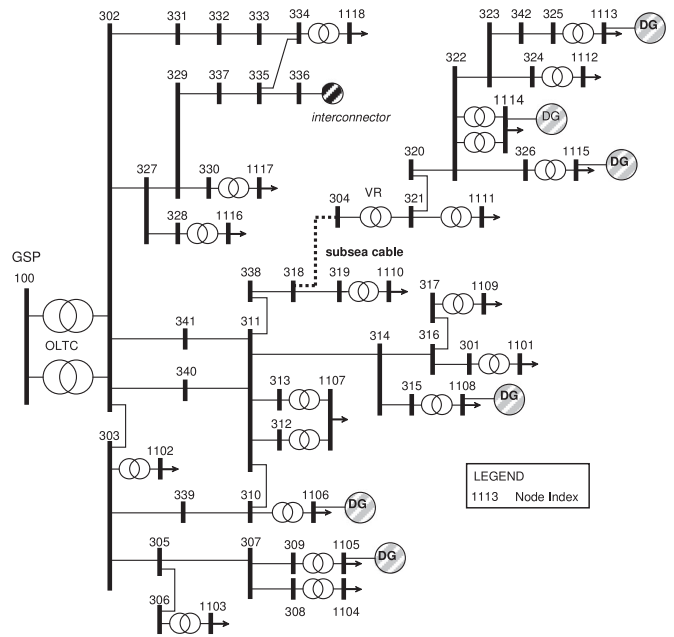 302 331 332 333 334 1118
323 342 325 1113 DG
329 337 335 336
interconnector
322 324 1112
1114 DG
327 330 1117
320 326 1115 DG
328 1116
304 VR 321 1111
subsea cable
GSP
100
OLTC
338 318 319 1110
317 1109
341 311 314 316 301 1101
340 313 1107
315 1108 DG
312
303 1102
LEGEND
1113 Node Index
339 310 1106 DG
305 307 309 1105 DG
306 1103 308 1104